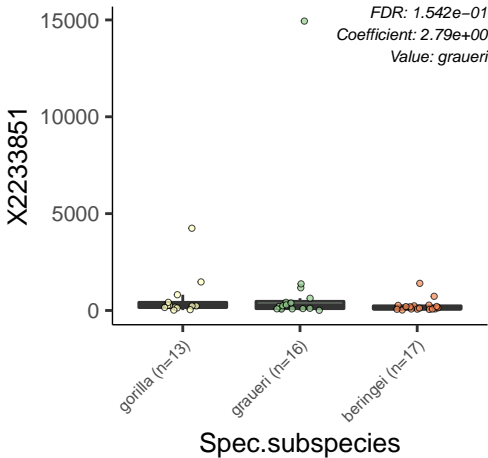 FDR: 1.542e−01
Coefficient: 2.79e+00
Value: graueri
15000
10000
5000
0
X2233851
gorilla (n=13)
graueri (n=16)
beringei (n=17)
Spec.subspecies